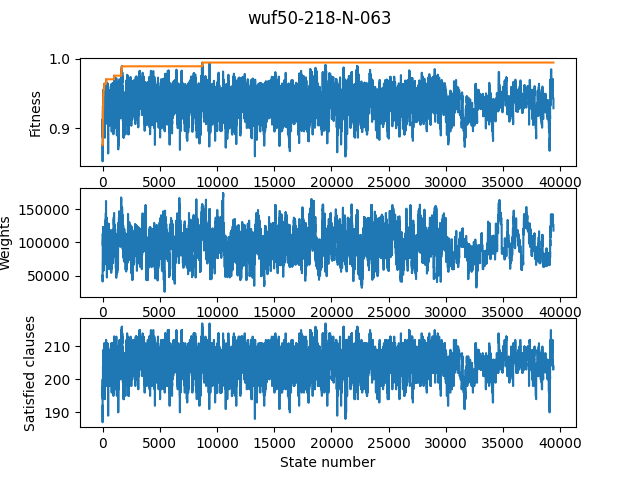 wuf50-218-N-063
1.0
0.9
Fitness
0 5000 10000 15000 20000 25000 30000 35000 40000
150000
100000
50000
Weights
0 5000 10000 15000 20000 25000 30000 35000 40000
210
200
190
Satisfied clauses
0 5000 10000 15000 20000 25000 30000 35000 40000
State number